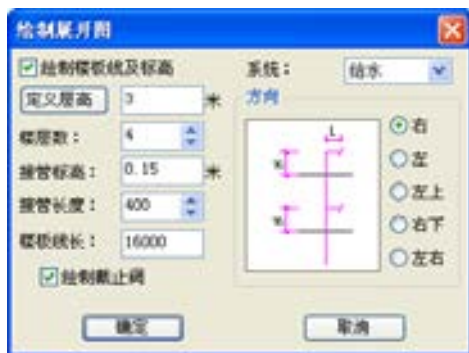 绘制展开图
绘制楼板线及标高
系统： 给水
定义层高 3 米
方向
楼层数： 4
接管标高： 0.15 米
接管长度： 400
楼板线长： 16000
绘制截止阀
L
右
左
左上
右下
左右
确定 取消